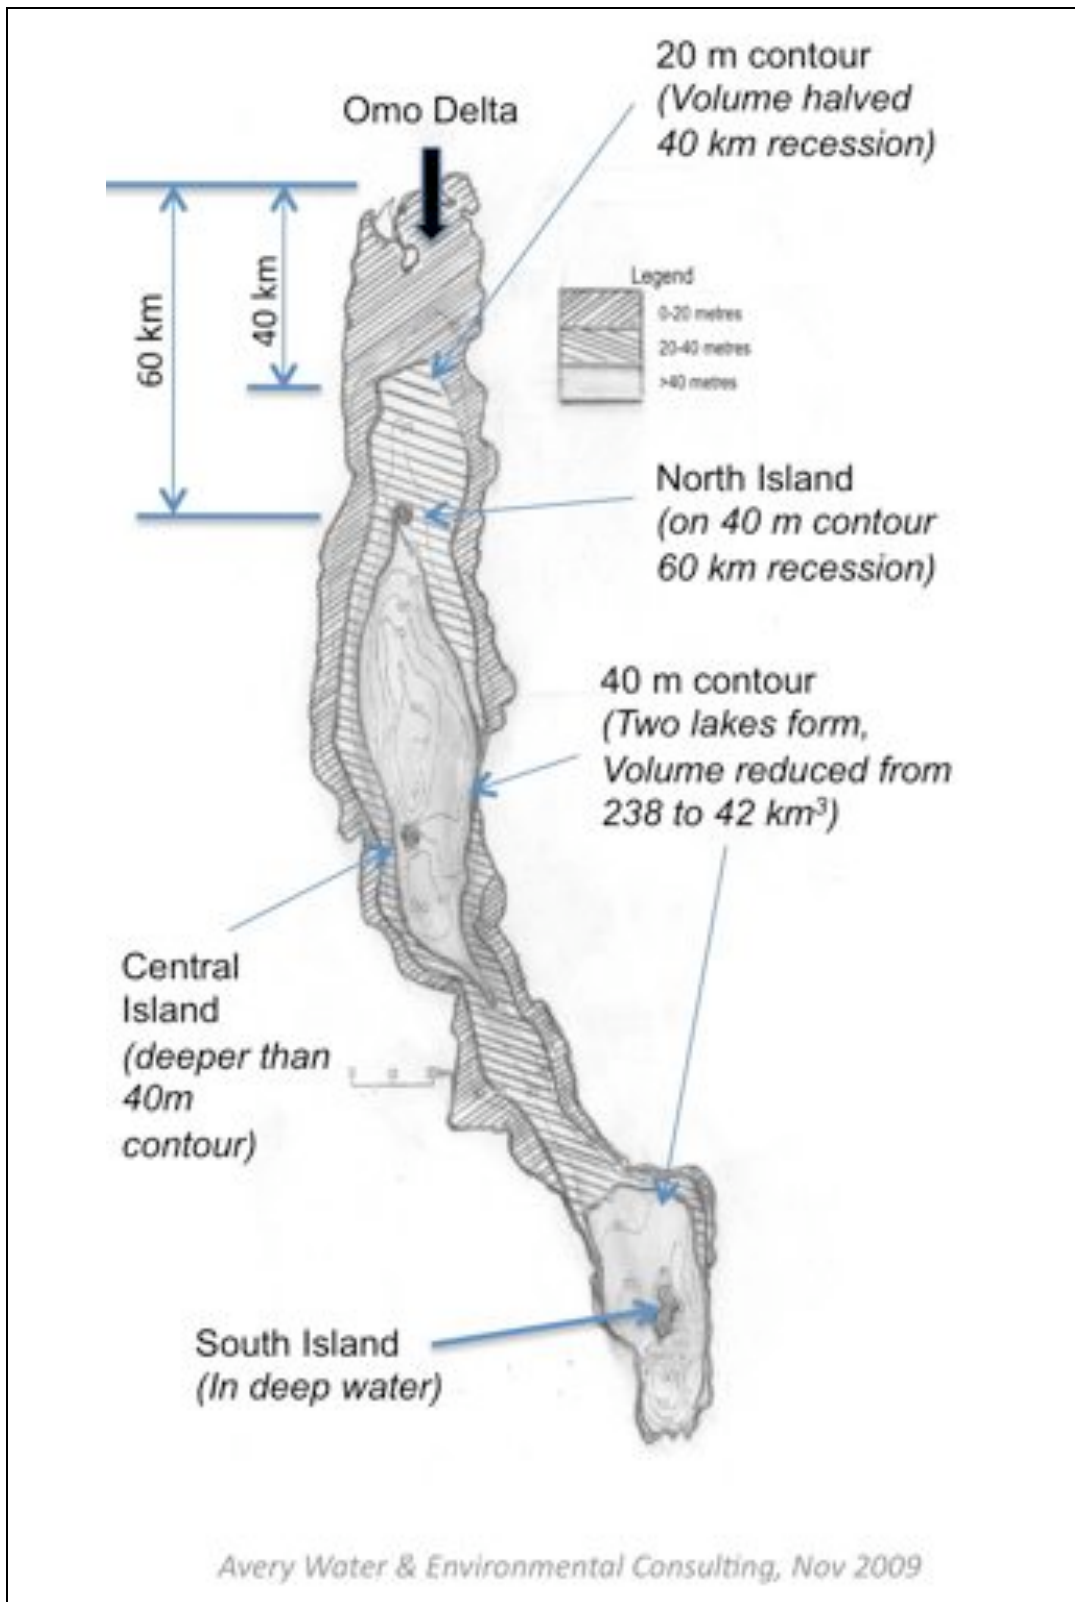 20 m contour
(Volume halved
40 km recession)
Omo Delta
60 km
40 km
Legend
0-20 metres
20-40 metres
>40 metres
North Island
(on 40 m contour
60 km recession)
40 m contour
(Two lakes form,
Volume reduced from
238 to 42 km³)
Central
Island
(deeper than
40m
contour)
South Island
(In deep water)
Avery Water & Environmental Consulting, Nov 2009